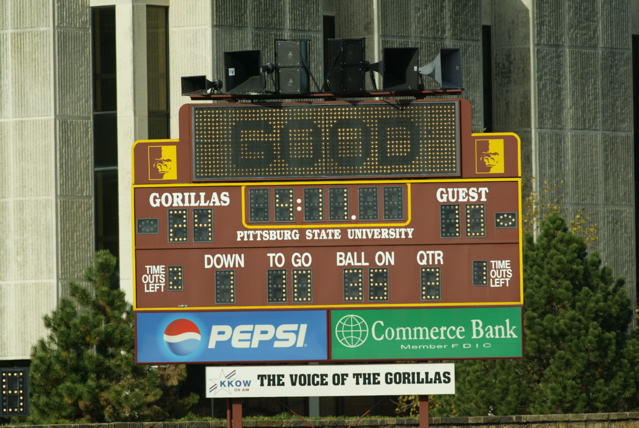 GOOD
GORILLAS
GUEST
PITTSBURG STATE UNIVERSITY
TIME OUTS LEFT
DOWN TO GO BALL ON QTR
TIME OUTS LEFT
PEPSI
Commerce Bank
Member FDIC
KKOW
THE VOICE OF THE GORILLAS